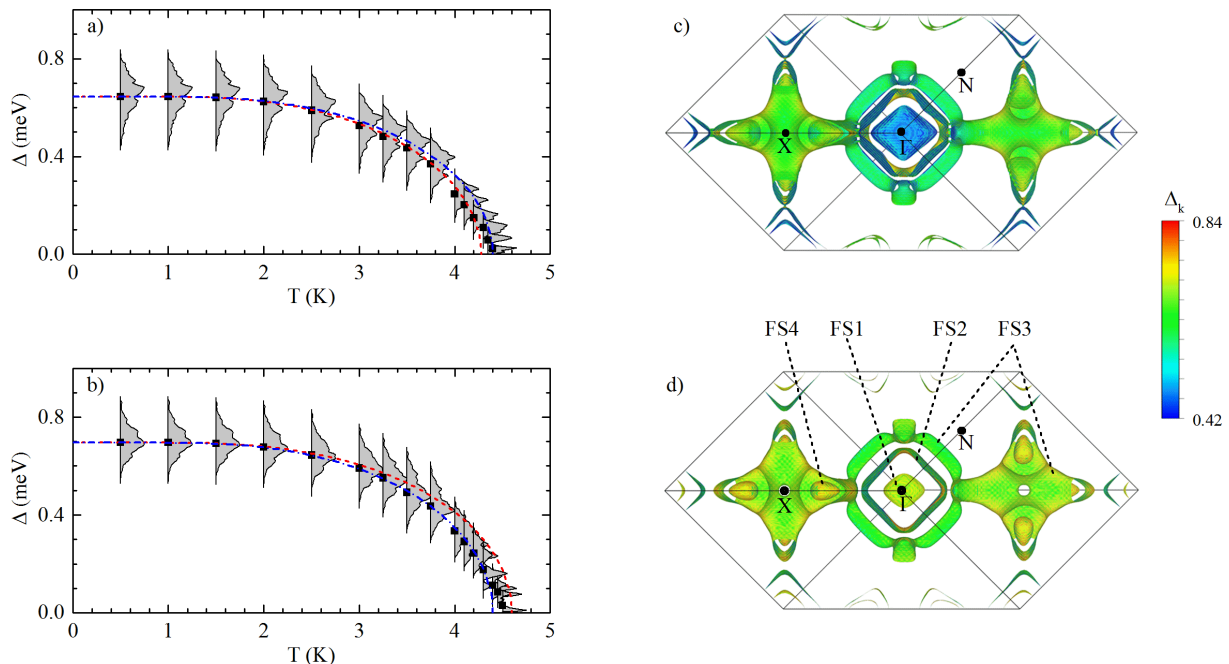 a)
0.8
0.4
0.0
Δ (meV)
0 1 2 3 4 5
T (K)
b)
0.8
0.4
0.0
Δ (meV)
0 1 2 3 4 5
T (K)
c)
N
X
Γ
Δk
0.84
0.42
FS4 FS1 FS2 FS3
d)
N
X
Γ